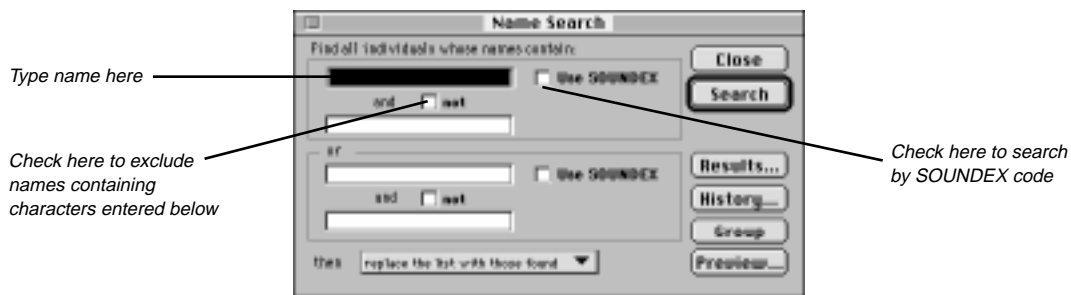 Name Search
Find all individuals whose names contain:
Type name here
Use SOUNDEX
Close
and not
Search
Check here to exclude
names containing
characters entered below
or
Use SOUNDEX
and not
Check here to search
by SOUNDEX code
Results...
History...
Group
then replace the list with those found
Preview...